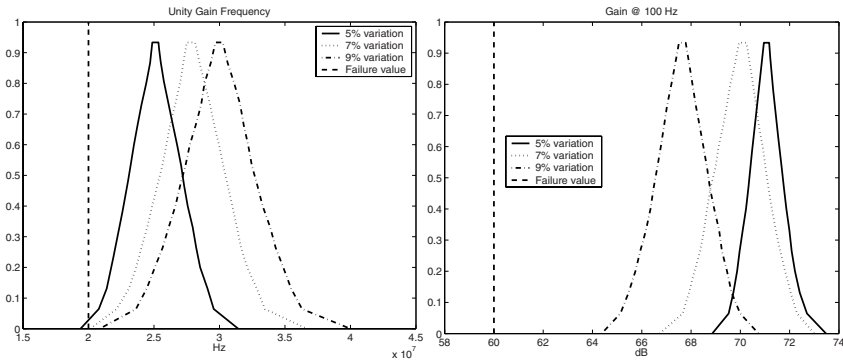 Unity Gain Frequency
1
0.9
0.8
0.7
0.6
0.5
0.4
0.3
0.2
0.1
0
1.5 2.5 3.5 4.5
Hz
x 10^7
5% variation
7% variation
9% variation
Failure value
Gain @ 100 Hz
1
0.9
0.8
0.7
0.6
0.5
0.4
0.3
0.2
0.1
0
58 60 62 64 66 68 70 72 74
dB
5% variation
7% variation
9% variation
Failure value